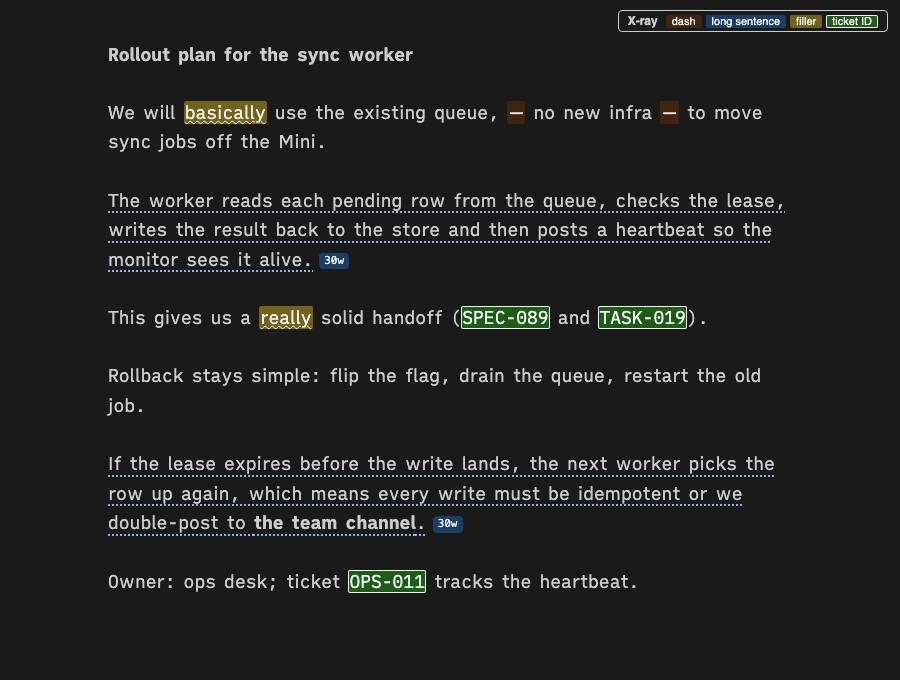 X-ray dash long sentence filler ticket ID
Rollout plan for the sync worker
We will basically use the existing queue, — no new infra — to move
sync jobs off the Mini.
The worker reads each pending row from the queue, checks the lease,
writes the result back to the store and then posts a heartbeat so the
monitor sees it alive. 30w
This gives us a really solid handoff (SPEC-089 and TASK-019).
Rollback stays simple: flip the flag, drain the queue, restart the old
job.
If the lease expires before the write lands, the next worker picks the
row up again, which means every write must be idempotent or we
double-post to the team channel. 30w
Owner: ops desk; ticket OPS-011 tracks the heartbeat.